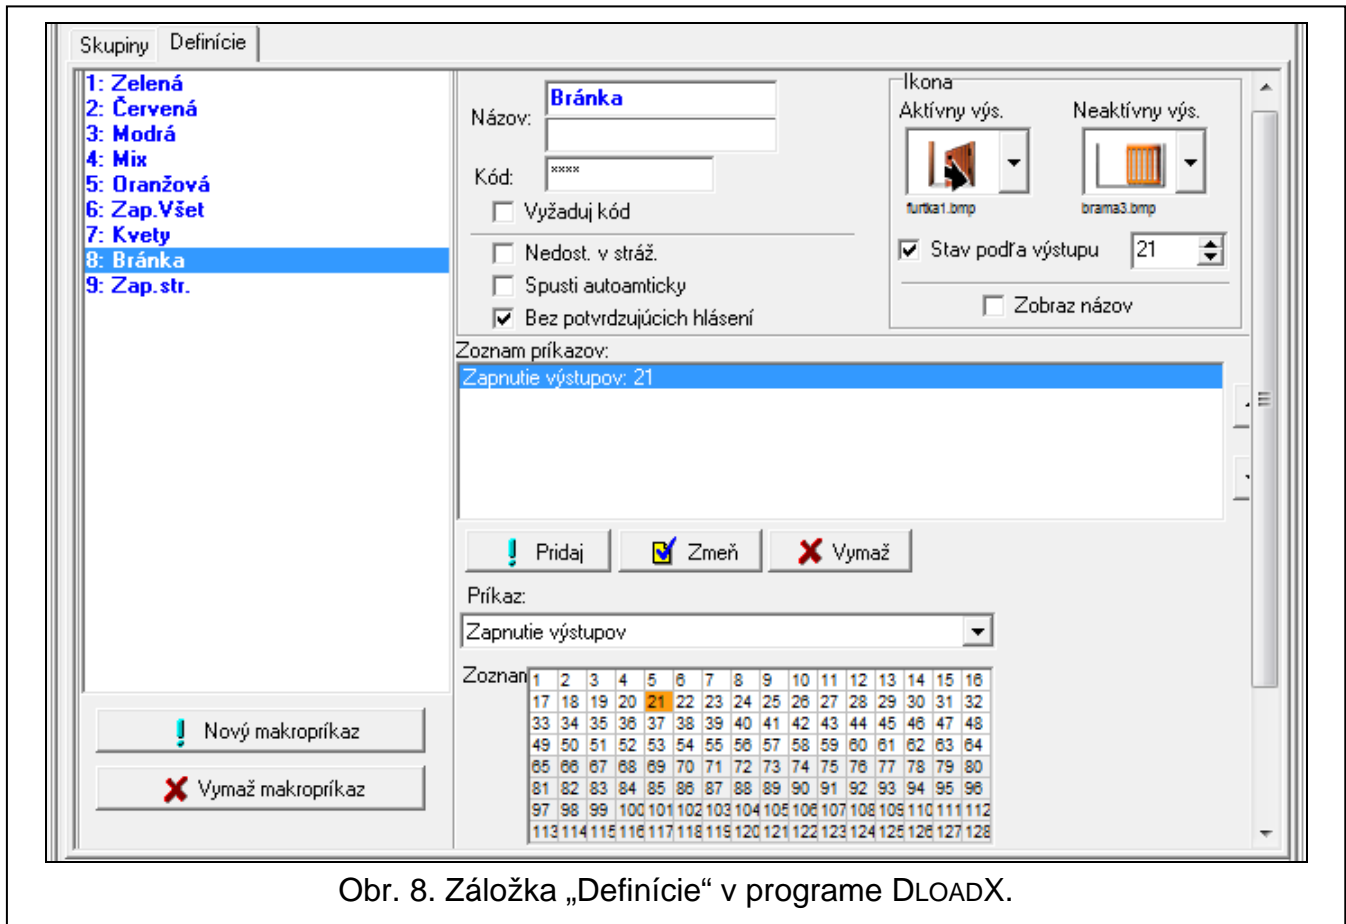 Skupiny Definície
1: Zelená
2: Červená
3: Modrá
4: Mix
5: Oranžová
6: Zap.Všet
7: Kvety
8: Bránka
9: Zap.str.
Nový makropríkaz
Vymaž makropríkaz
Názov: Bránka
Kód: ****
Vyžaduj kód
Nedost. v stráž.
Spusti autoamticky
Bez potvrdzujúcich hlásení
Ikona
Aktívny výs. Neaktívny výs.
furtka1.bmp brama3.bmp
Stav podľa výstupu 21
Zobraz názov
Zoznam príkazov:
Zapnutie výstupov: 21
Pridaj Zmeň Vymaž
Príkaz:
Zapnutie výstupov
Zoznam
1 2 3 4 5 6 7 8 9 10 11 12 13 14 15 16
17 18 19 20 21 22 23 24 25 26 27 28 29 30 31 32
33 34 35 36 37 38 39 40 41 42 43 44 45 46 47 48
49 50 51 52 53 54 55 56 57 58 59 60 61 62 63 64
65 66 67 68 69 70 71 72 73 74 75 76 77 78 79 80
81 82 83 84 85 86 87 88 89 90 91 92 93 94 95 96
97 98 99 100 101 102 103 104 105 106 107 108 109 110 111 112
113 114 115 116 117 118 119 120 121 122 123 124 125 126 127 128
Obr. 8. Záložka „Definície“ v programe DLOADX.